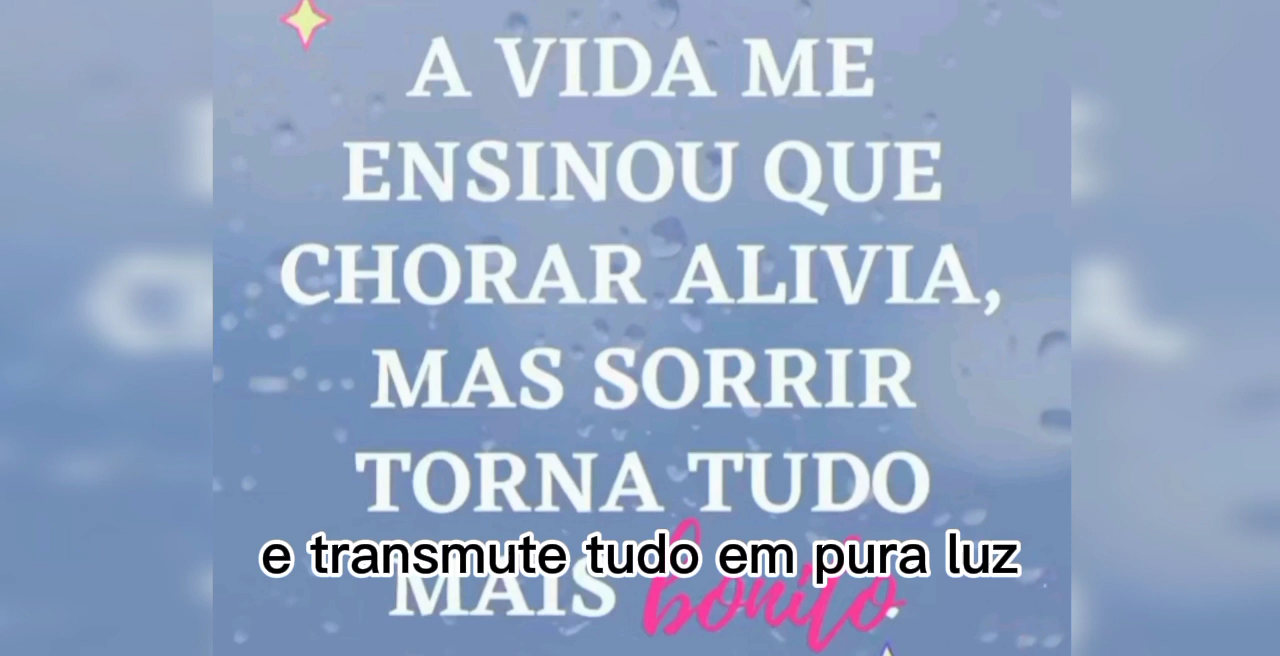 A VIDA ME
ENSINOU QUE
CHORAR ALIVIA,
MAS SORRIR
TORNA TUDO
e transmute tudo em pura luz
MAIS bonito.